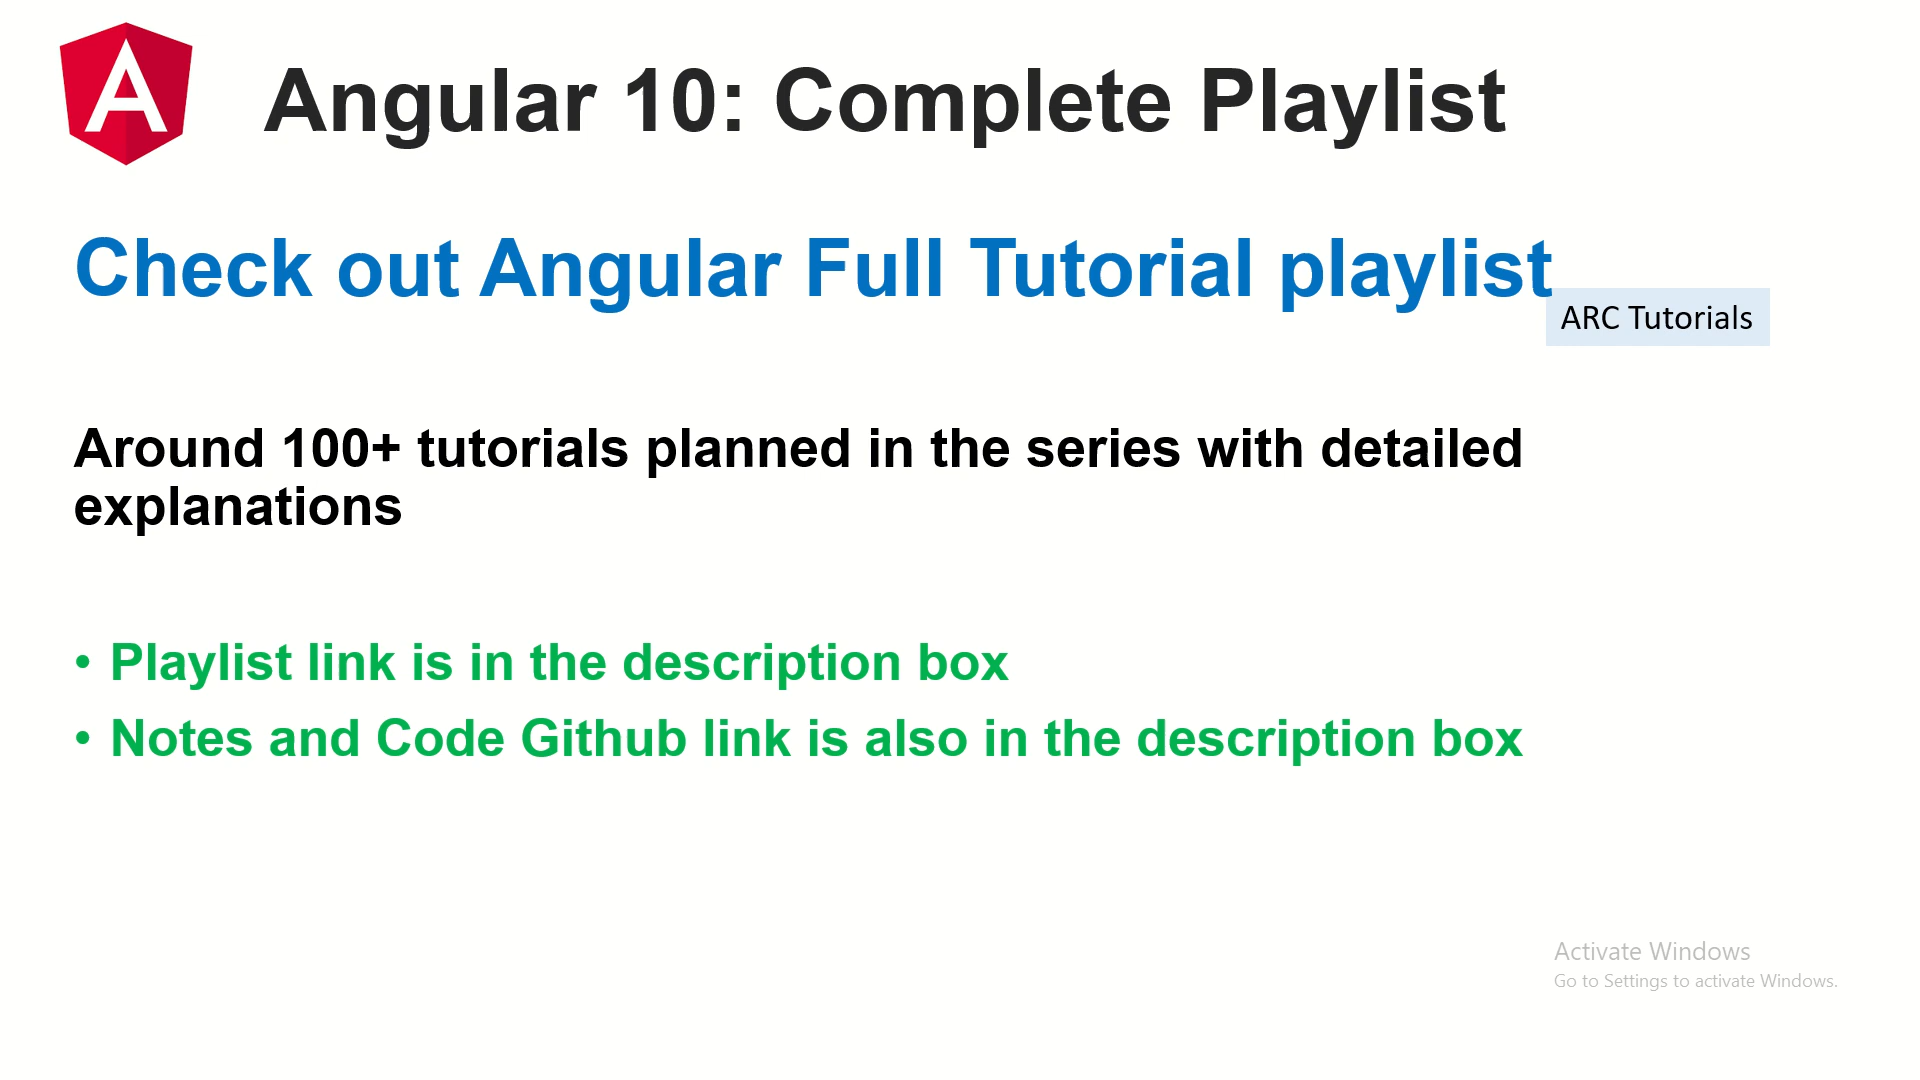 Angular 10: Complete Playlist
Check out Angular Full Tutorial playlist
ARC Tutorials
Around 100+ tutorials planned in the series with detailed
explanations
• Playlist link is in the description box
• Notes and Code Github link is also in the description box
Activate Windows
Go to Settings to activate Windows.